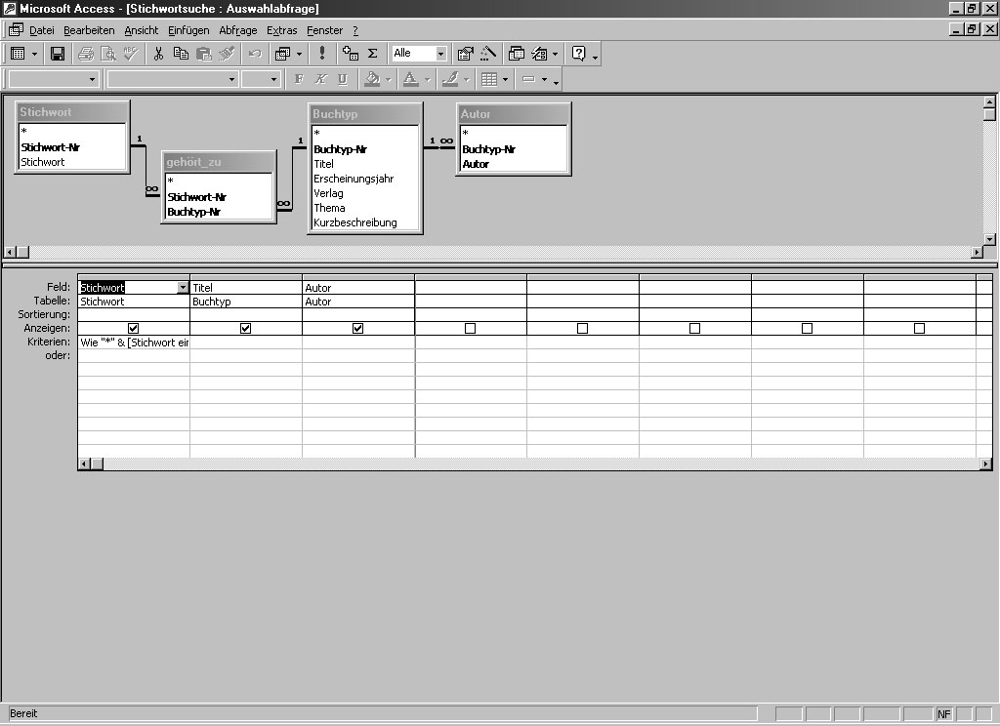 Microsoft Access - [Stichwortsuche : Auswahlabfrage]
Datei Bearbeiten Ansicht Einfügen Abfrage Extras Fenster ?
Alle
F K U
Stichwort
*
Stichwort-Nr
Stichwort
1
∞
gehört_zu
*
Stichwort-Nr
Buchtyp-Nr
1
∞
Buchtyp
*
Buchtyp-Nr
Titel
Erscheinungsjahr
Verlag
Thema
Kurzbeschreibung
1 ∞
Autor
*
Buchtyp-Nr
Autor
Feld: Stichwort Titel Autor
Tabelle: Stichwort Buchtyp Autor
Sortierung:
Anzeigen:
Kriterien: Wie "*" & [Stichwort ein
oder:
Bereit NF